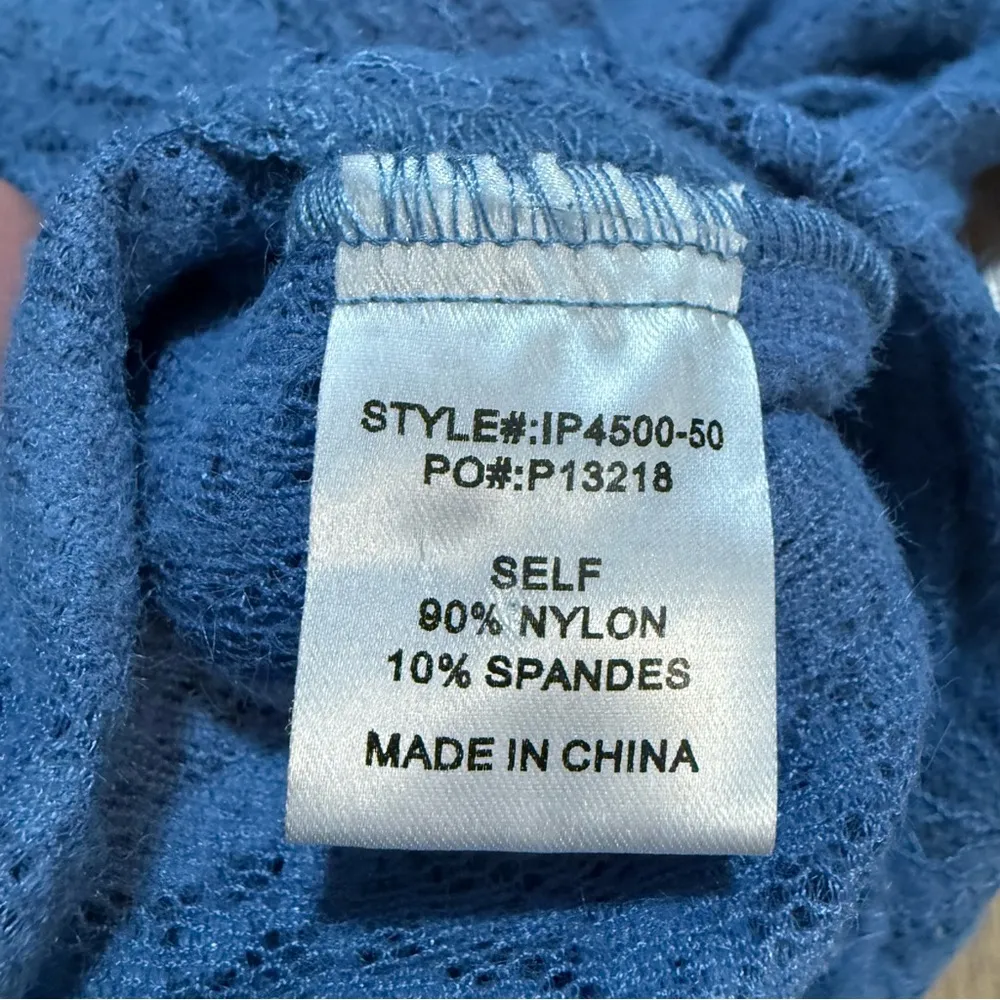 STYLE#:IP4500-50
PO#:P13218
SELF
90% NYLON
10% SPANDES
MADE IN CHINA